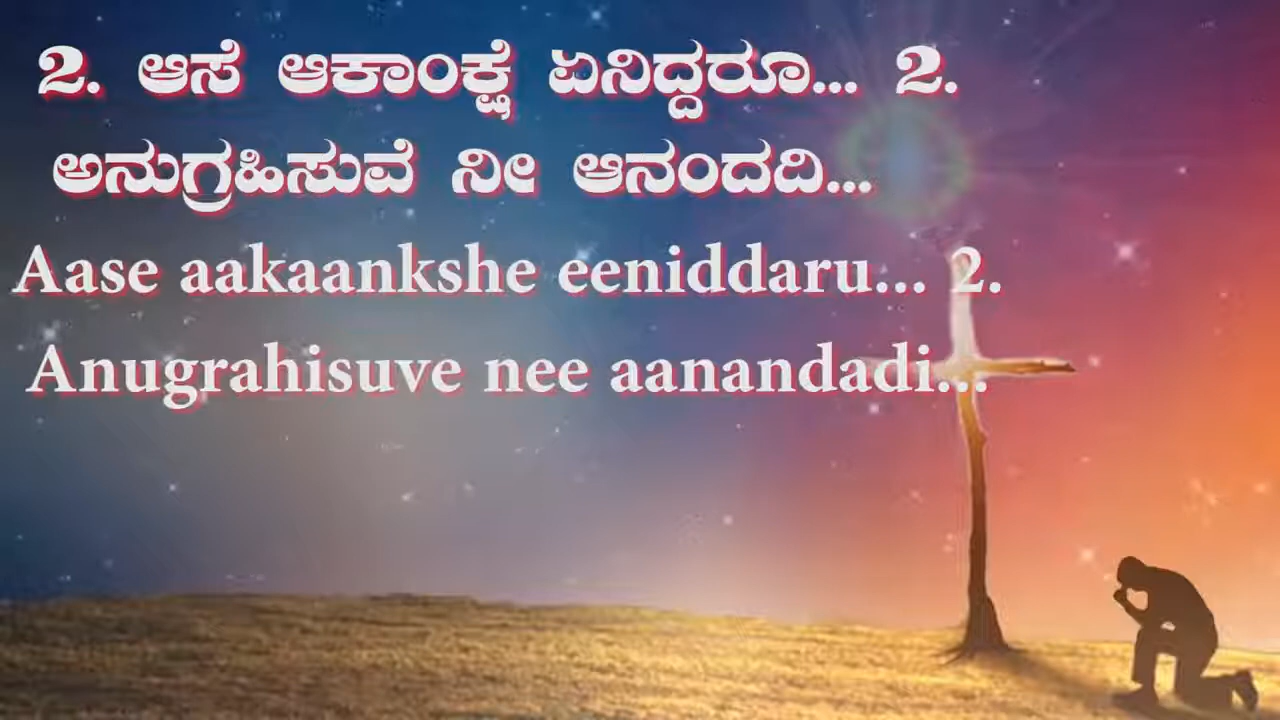 2. ಆಸೆ ಆಕಾಂಕ್ಷೆ ಏನಿದ್ದರೂ... 2.
ಅನುಗ್ರಹಿಸುವೆ ನೀ ಆನಂದದಿ...
Aase aakaankshe eeniddaru... 2.
Anugrahisuve nee aanandadi...